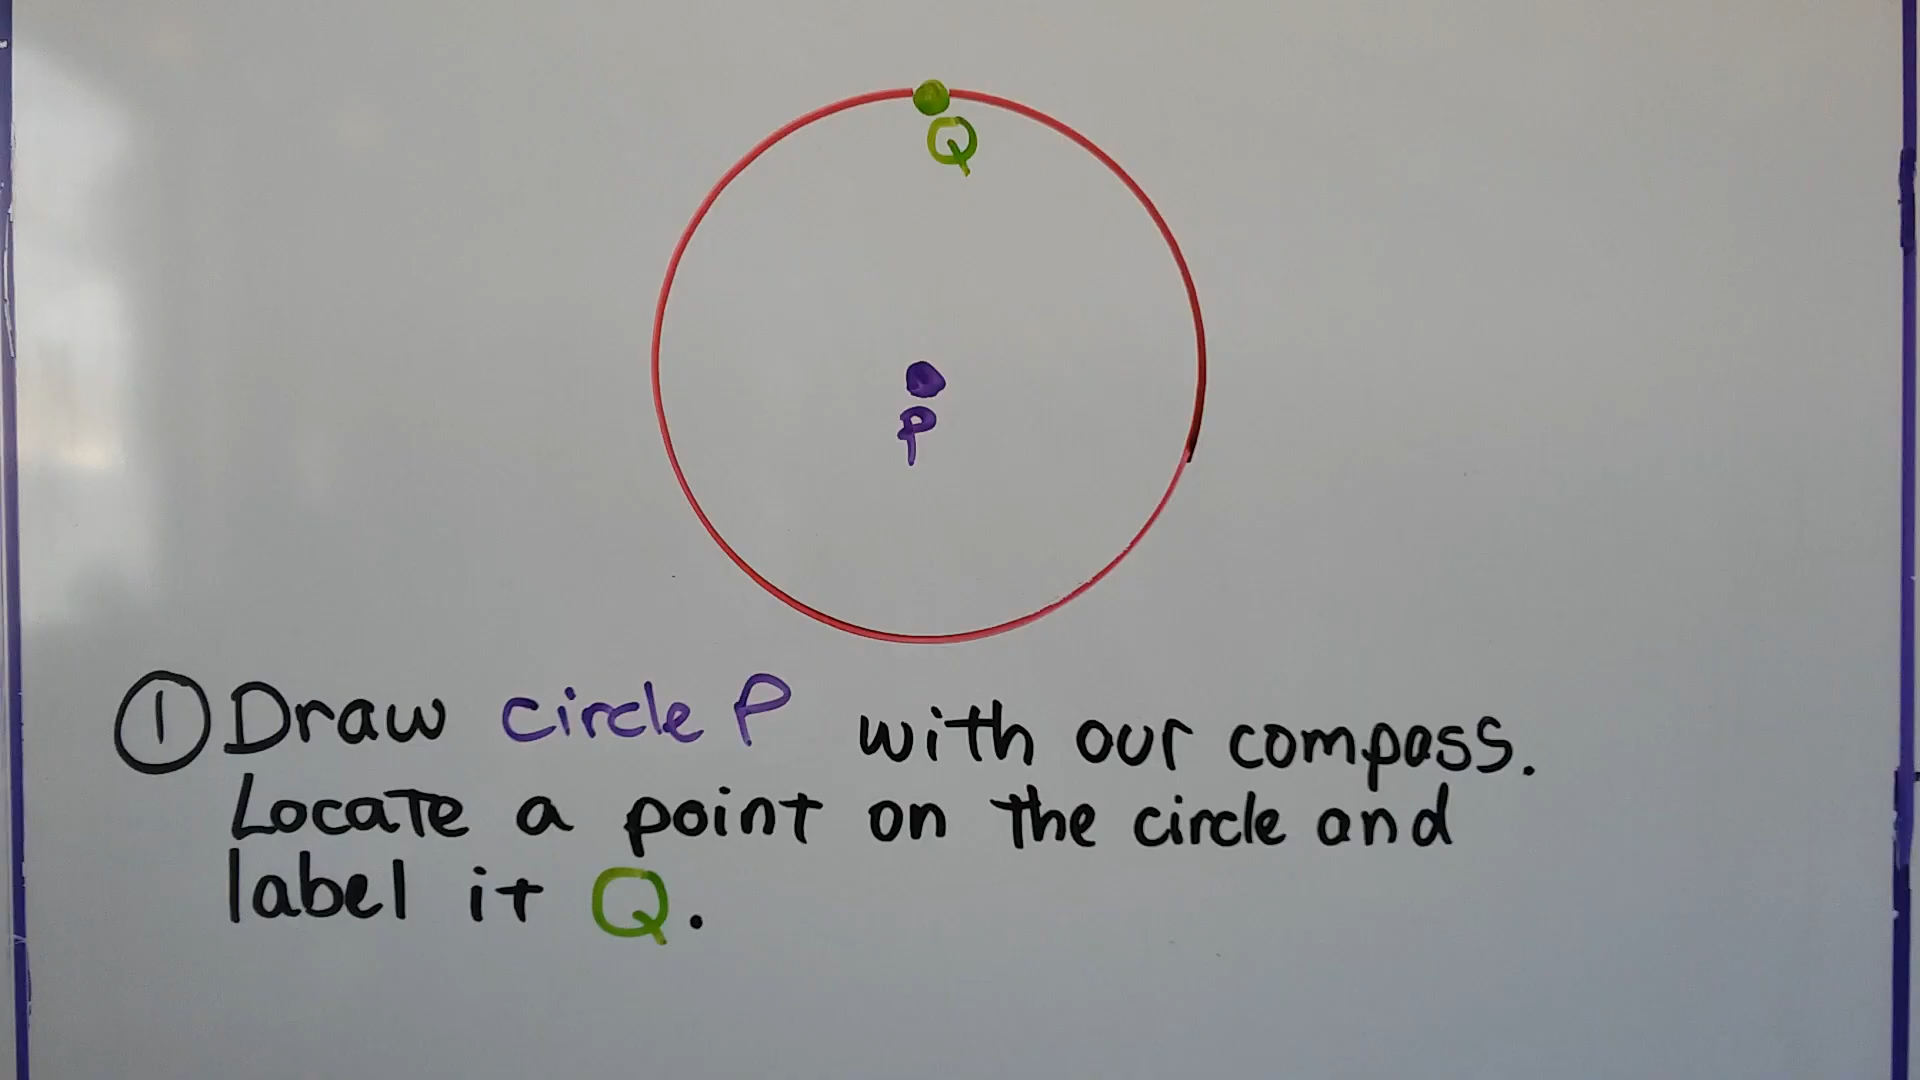 Q
P
① Draw circle P with our compass.
Locate a point on the circle and
label it Q.